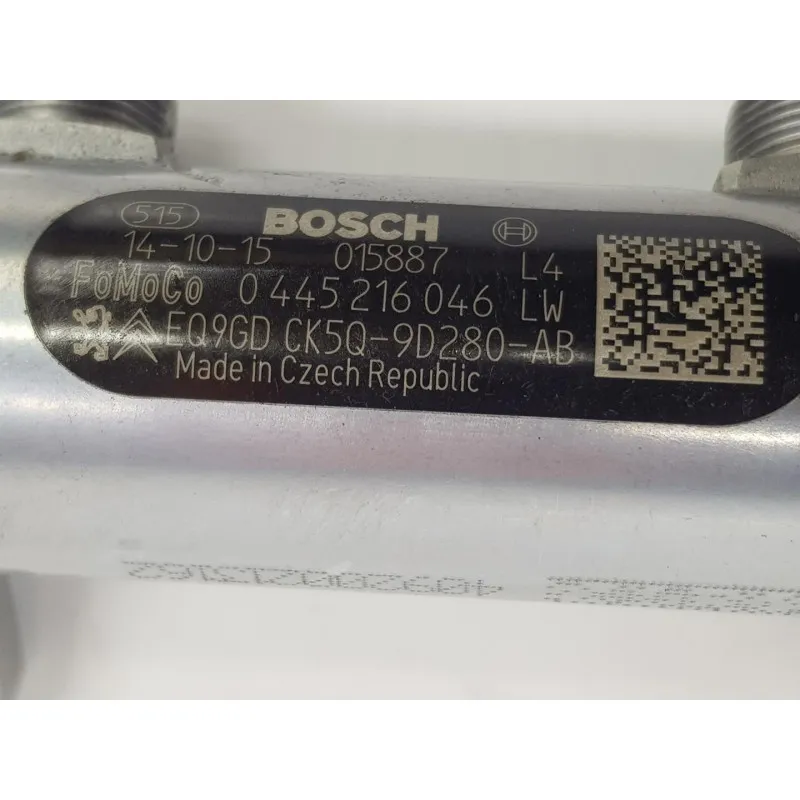 515 BOSCH
14-10-15 015887 L4
FoMoCo 0 445 216 046 LW
EQ9GD CK5Q-9D280-AB
Made in Czech Republic